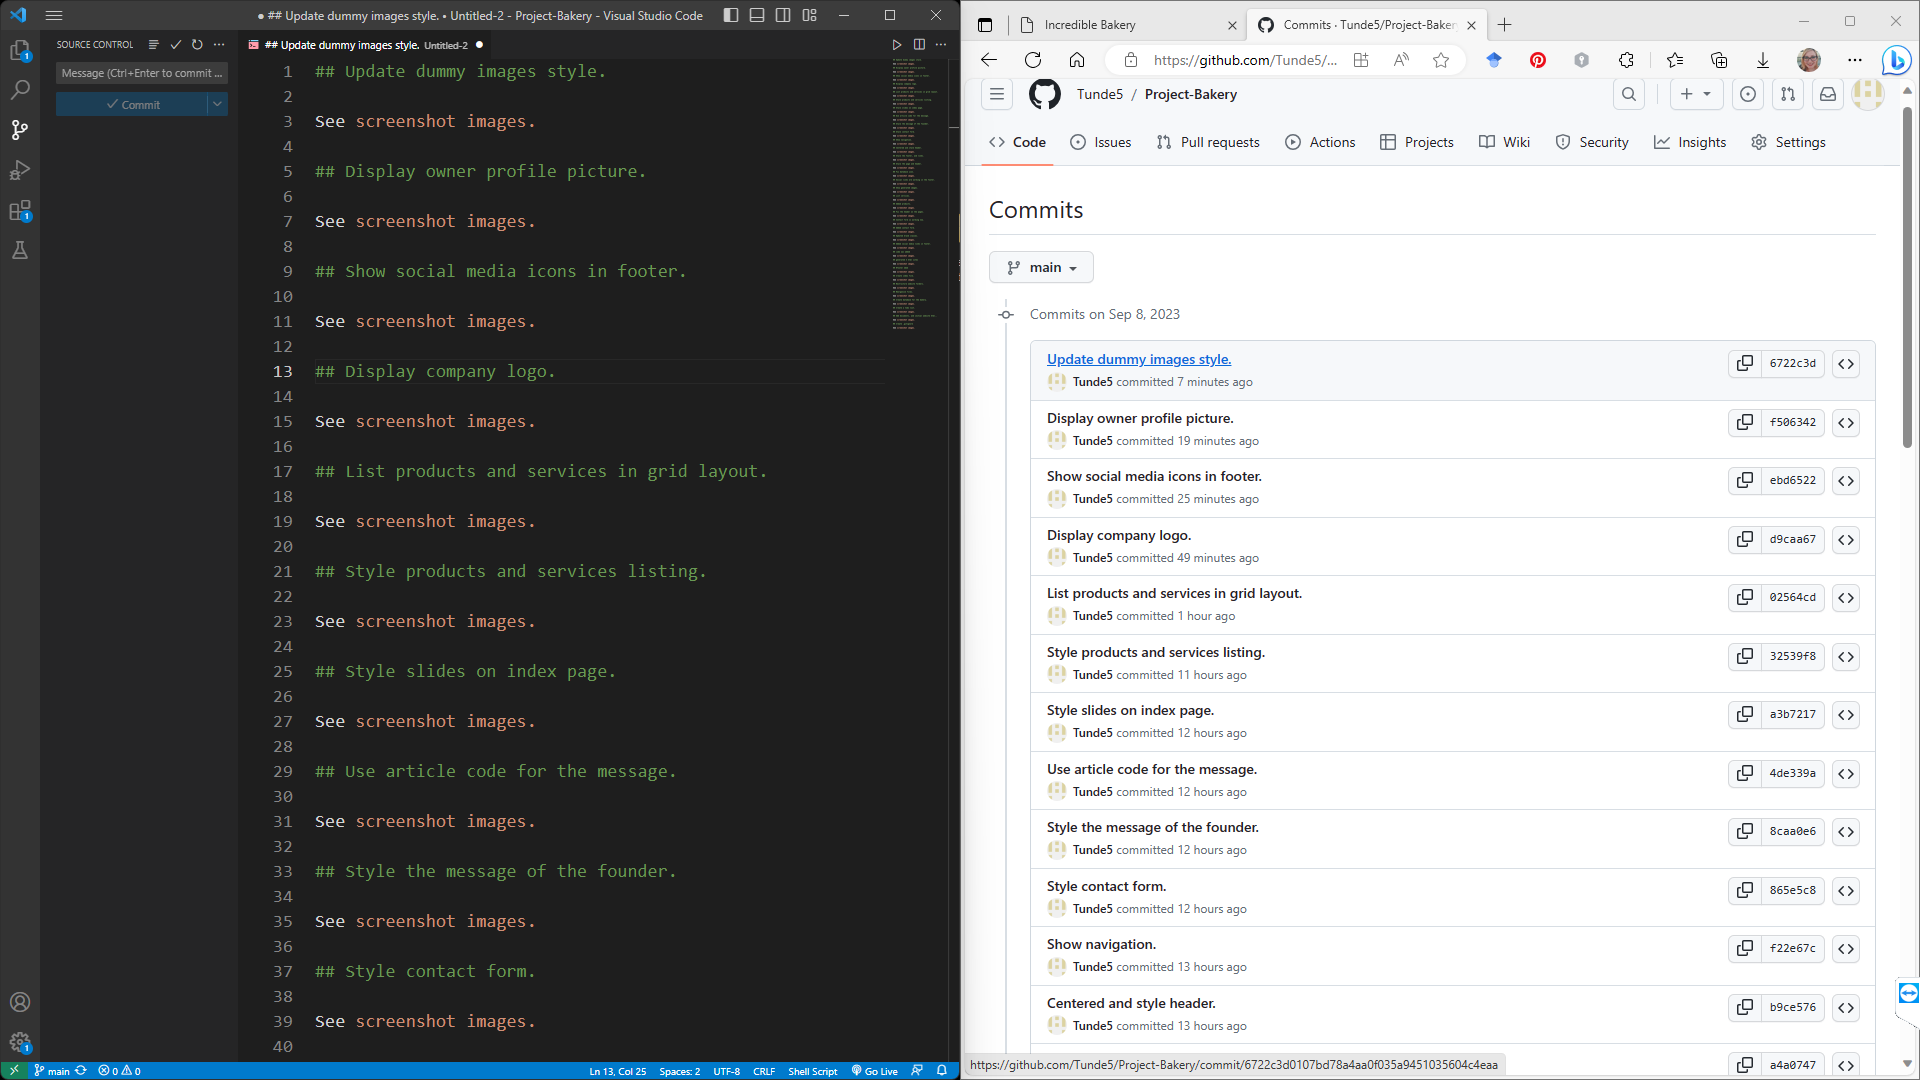 ● ## Update dummy images style. • Untitled-2 - Project-Bakery - Visual Studio Code
SOURCE CONTROL
Message (Ctrl+Enter to commit ...
Commit
## Update dummy images style. Untitled-2
1 ## Update dummy images style.
2
3 See screenshot images.
4
5 ## Display owner profile picture.
6
7 See screenshot images.
8
9 ## Show social media icons in footer.
10
11 See screenshot images.
12
13 ## Display company logo.
14
15 See screenshot images.
16
17 ## List products and services in grid layout.
18
19 See screenshot images.
20
21 ## Style products and services listing.
22
23 See screenshot images.
24
25 ## Style slides on index page.
26
27 See screenshot images.
28
29 ## Use article code for the message.
30
31 See screenshot images.
32
33 ## Style the message of the founder.
34
35 See screenshot images.
36
37 ## Style contact form.
38
39 See screenshot images.
40
1
1
1
main 0 0 Ln 13, Col 25 Spaces: 2 UTF-8 CRLF Shell Script Go Live
Incredible Bakery
Commits · Tunde5/Project-Bakery
https://github.com/Tunde5/...
Tunde5 / Project-Bakery
Code Issues Pull requests Actions Projects Wiki Security Insights Settings
Commits
main
Commits on Sep 8, 2023
Update dummy images style.
Tunde5 committed 7 minutes ago
6722c3d
Display owner profile picture.
Tunde5 committed 19 minutes ago
f506342
Show social media icons in footer.
Tunde5 committed 25 minutes ago
ebd6522
Display company logo.
Tunde5 committed 49 minutes ago
d9caa67
List products and services in grid layout.
Tunde5 committed 1 hour ago
02564cd
Style products and services listing.
Tunde5 committed 11 hours ago
32539f8
Style slides on index page.
Tunde5 committed 12 hours ago
a3b7217
Use article code for the message.
Tunde5 committed 12 hours ago
4de339a
Style the message of the founder.
Tunde5 committed 12 hours ago
8caa0e6
Style contact form.
Tunde5 committed 12 hours ago
865e5c8
Show navigation.
Tunde5 committed 13 hours ago
f22e67c
Centered and style header.
Tunde5 committed 13 hours ago
b9ce576
a4a0747
https://github.com/Tunde5/Project-Bakery/commit/6722c3d0107bd78a4aa0f035a9451035604c4eaa